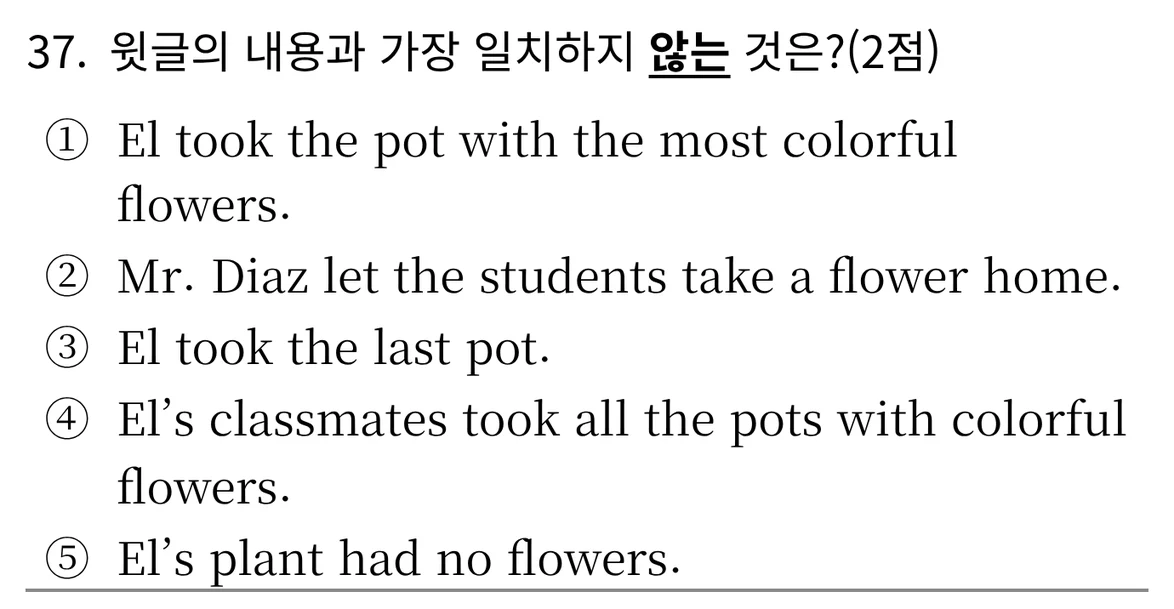 37. 윗글의 내용과 가장 일치하지 않는 것은?(2점)
① El took the pot with the most colorful
flowers.
② Mr. Diaz let the students take a flower home.
③ El took the last pot.
④ El’s classmates took all the pots with colorful
flowers.
⑤ El’s plant had no flowers.